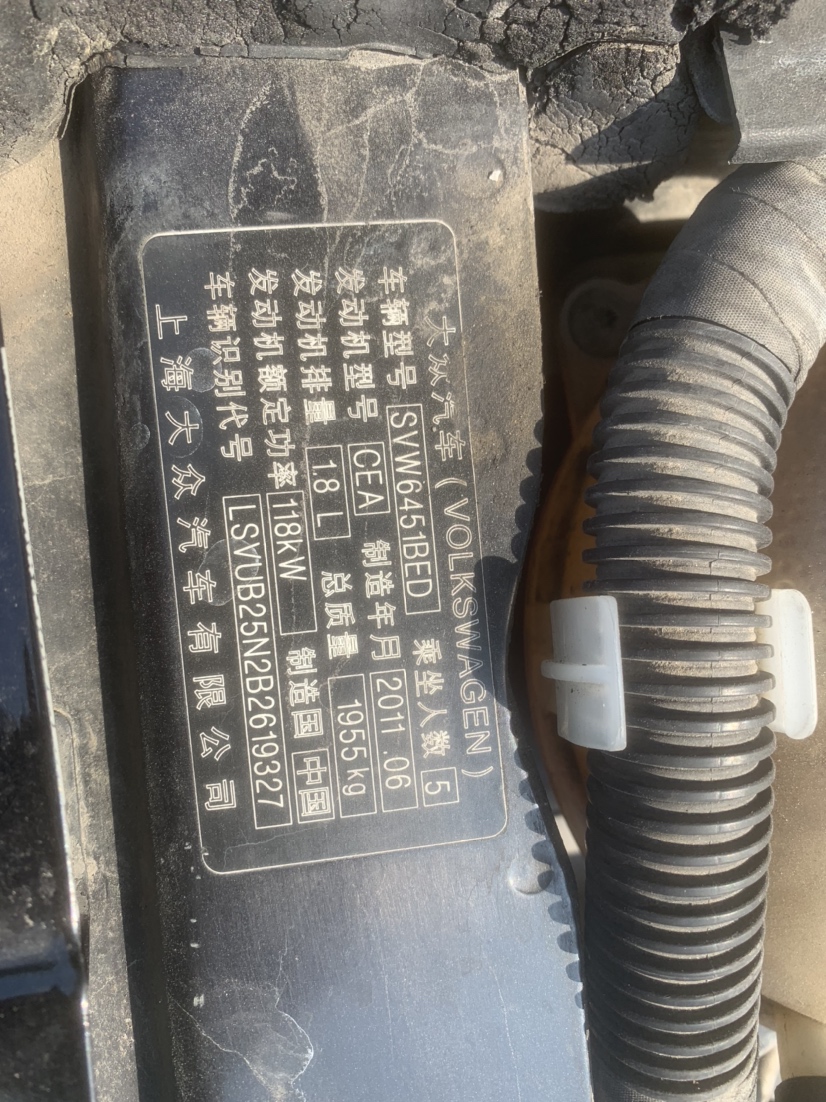 大众汽车(VOLKSWAGEN)
车辆型号 SVW6451BED 乘坐人数 5
发动机型号 CEA 制造年月 2011.06
发动机排量 1.8 L 总质量 1955kg
发动机额定功率 118kW 制造国 中国
车辆识别代号 LSVUB25N2B2619327
上海大众汽车有限公司